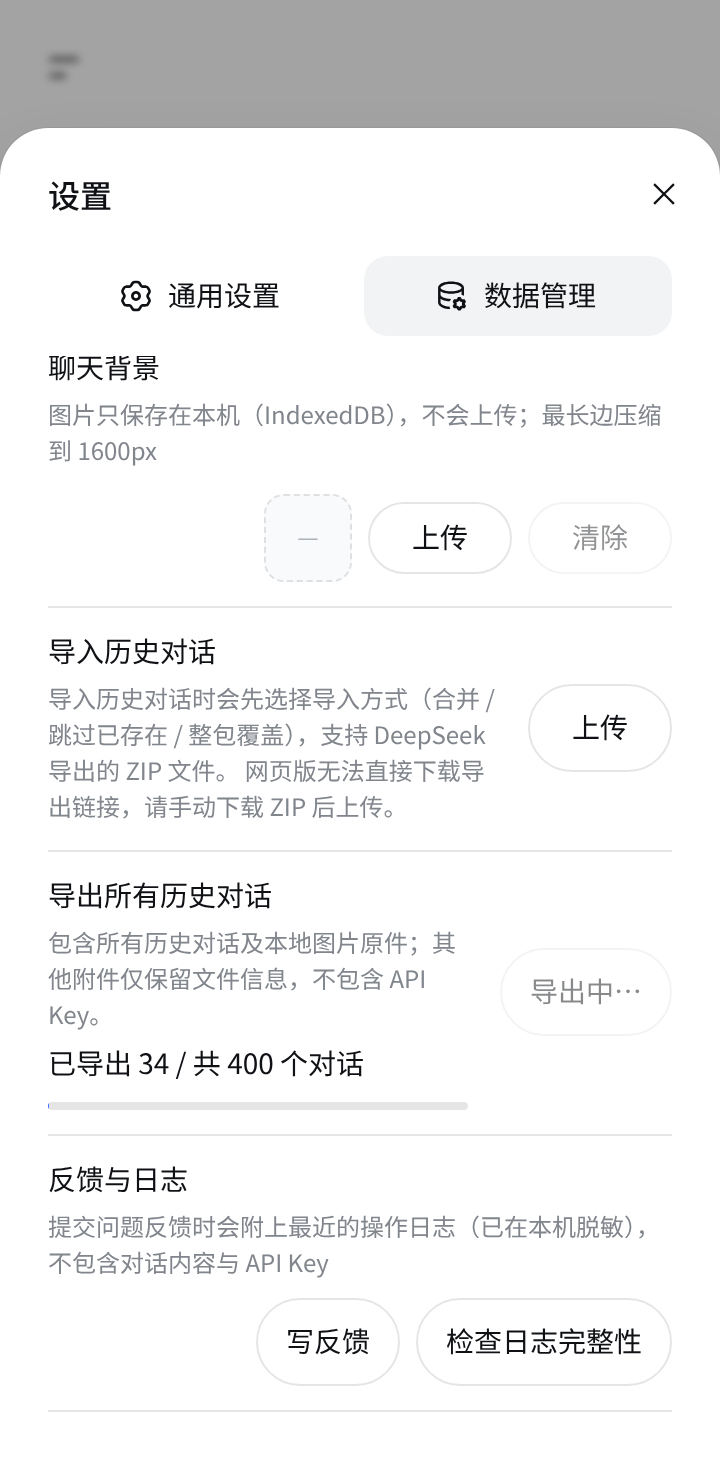 设置
通用设置
数据管理
聊天背景
图片只保存在本机（IndexedDB），不会上传；最长边压缩
到 1600px
—
上传
清除
导入历史对话
导入历史对话时会先选择导入方式（合并 /
跳过已存在 / 整包覆盖），支持 DeepSeek
导出的 ZIP 文件。 网页版无法直接下载导
出链接，请手动下载 ZIP 后上传。
上传
导出所有历史对话
包含所有历史对话及本地图片原件；其
他附件仅保留文件信息，不包含 API
Key。
导出中…
已导出 34 / 共 400 个对话
反馈与日志
提交问题反馈时会附上最近的操作日志（已在本机脱敏），
不包含对话内容与 API Key
写反馈
检查日志完整性